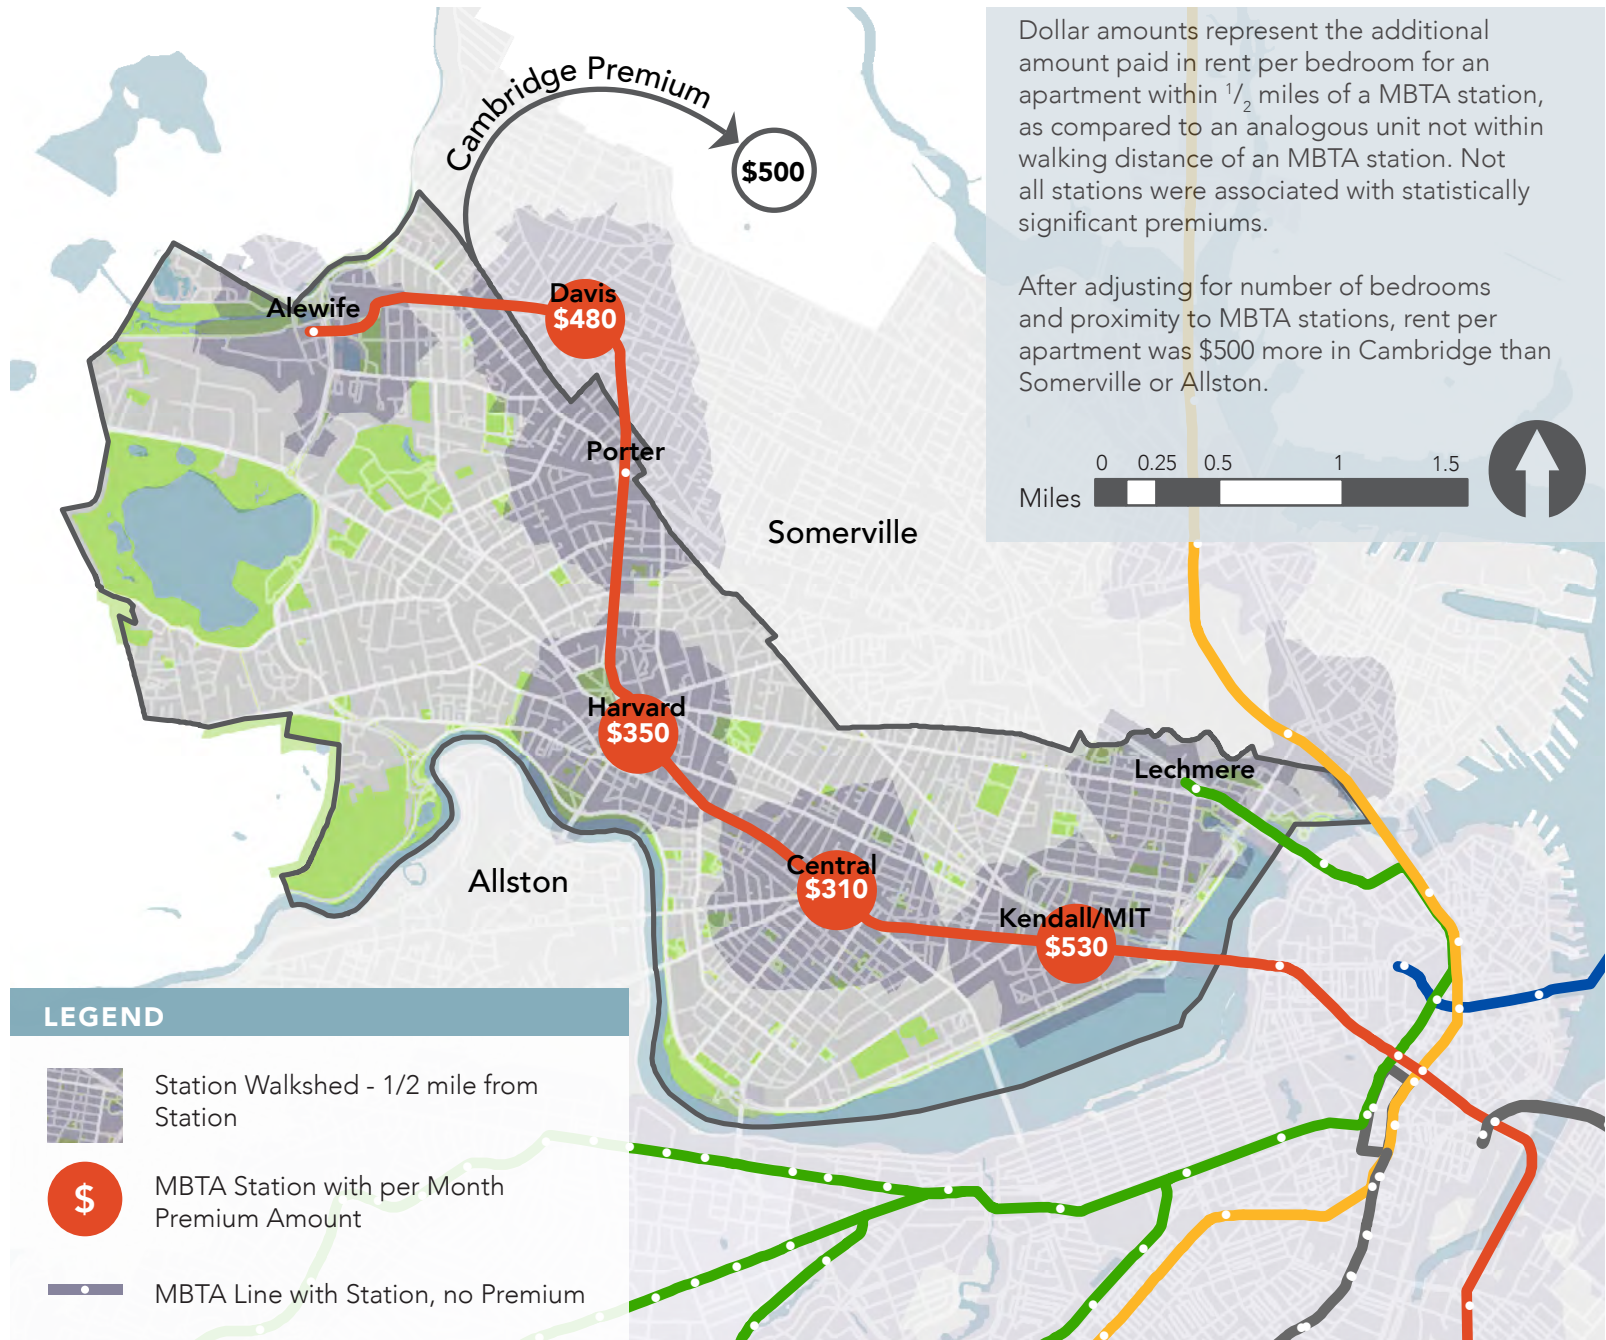 Dollar amounts represent the additional
amount paid in rent per bedroom for an
apartment within 1/2 miles of a MBTA station,
as compared to an analogous unit not within
walking distance of an MBTA station. Not
all stations were associated with statistically
significant premiums.
After adjusting for number of bedrooms
and proximity to MBTA stations, rent per
apartment was $500 more in Cambridge than
Somerville or Allston.
0 0.25 0.5 1 1.5
Miles
Cambridge Premium
$500
Alewife
Davis
$480
Porter
Somerville
Harvard
$350
Lechmere
Allston
Central
$310
Kendall/MIT
$530
LEGEND
Station Walkshed - 1/2 mile from
Station
$
MBTA Station with per Month
Premium Amount
MBTA Line with Station, no Premium